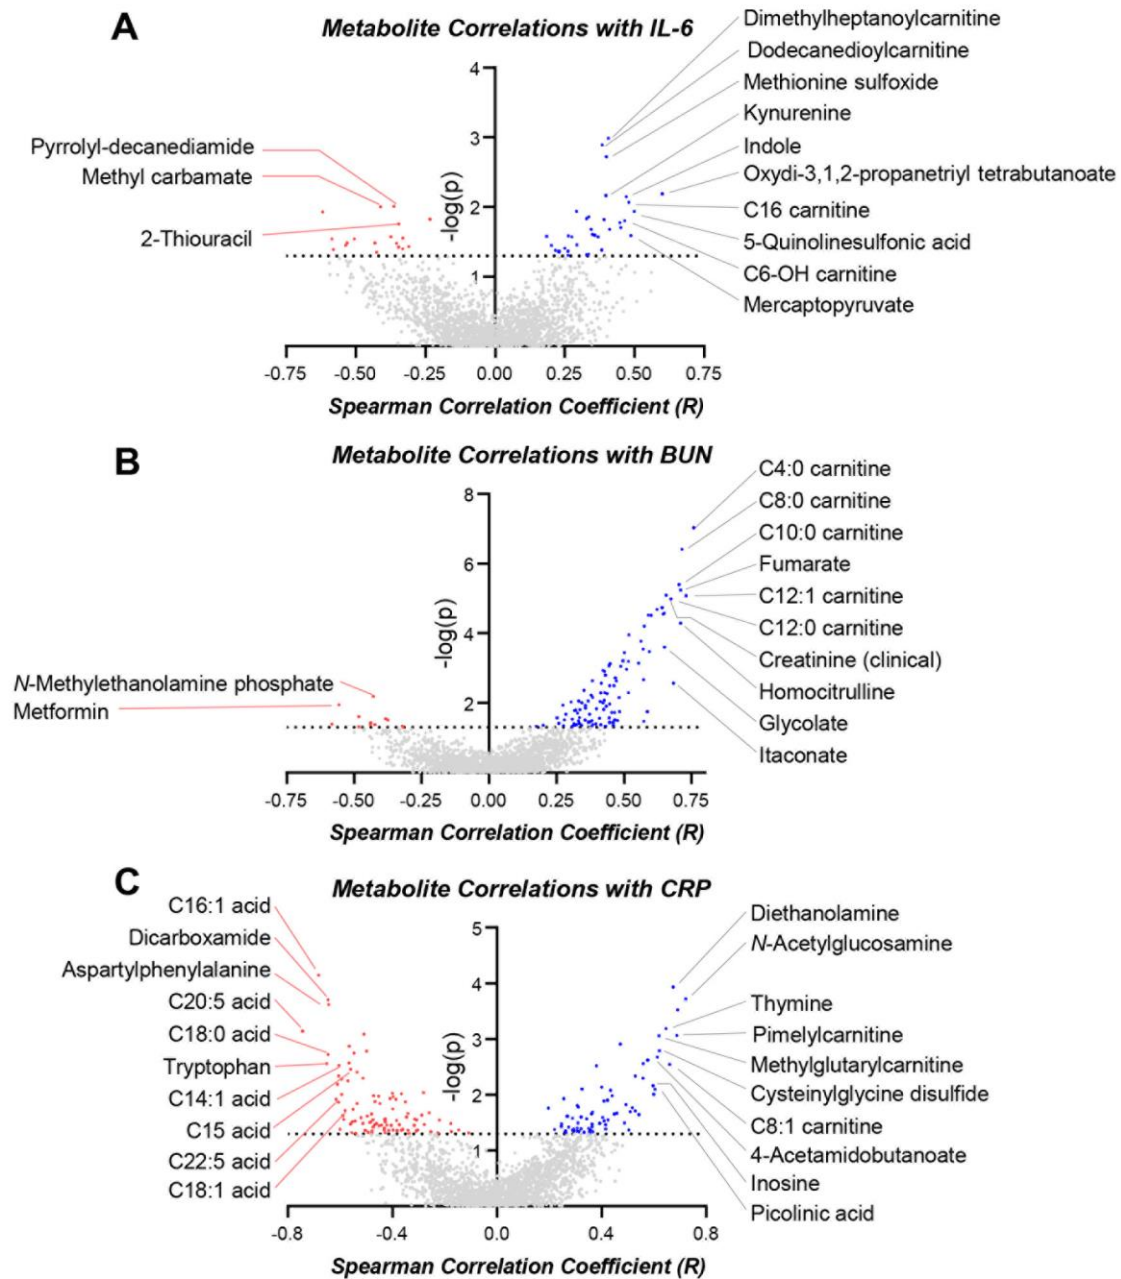 A
Metabolite Correlations with IL-6
Dimethylheptanoylcarnitine
Dodecanedioylcarnitine
Methionine sulfoxide
Kynurenine
Indole
Oxydi-3,1,2-propanetriyl tetrabutanoate
C16 carnitine
5-Quinolinesulfonic acid
C6-OH carnitine
Mercaptopyruvate
Pyrrolyl-decanediamide
Methyl carbamate
2-Thiouracil
4
3
2
1
-log(p)
-0.75 -0.50 -0.25 0.00 0.25 0.50 0.75
Spearman Correlation Coefficient (R)
B
Metabolite Correlations with BUN
C4:0 carnitine
C8:0 carnitine
C10:0 carnitine
Fumarate
C12:1 carnitine
C12:0 carnitine
Creatinine (clinical)
Homocitrulline
Glycolate
Itaconate
N-Methylethanolamine phosphate
Metformin
8
6
4
2
-log(p)
-0.75 -0.50 -0.25 0.00 0.25 0.50 0.75
Spearman Correlation Coefficient (R)
C
Metabolite Correlations with CRP
C16:1 acid
Dicarboxamide
Aspartylphenylalanine
C20:5 acid
C18:0 acid
Tryptophan
C14:1 acid
C15 acid
C22:5 acid
C18:1 acid
5
4
3
2
1
-log(p)
Diethanolamine
N-Acetylglucosamine
Thymine
Pimelylcarnitine
Methylglutarylcarnitine
Cysteinylglycine disulfide
C8:1 carnitine
4-Acetamidobutanoate
Inosine
Picolinic acid
-0.8 -0.4 0.0 0.4 0.8
Spearman Correlation Coefficient (R)